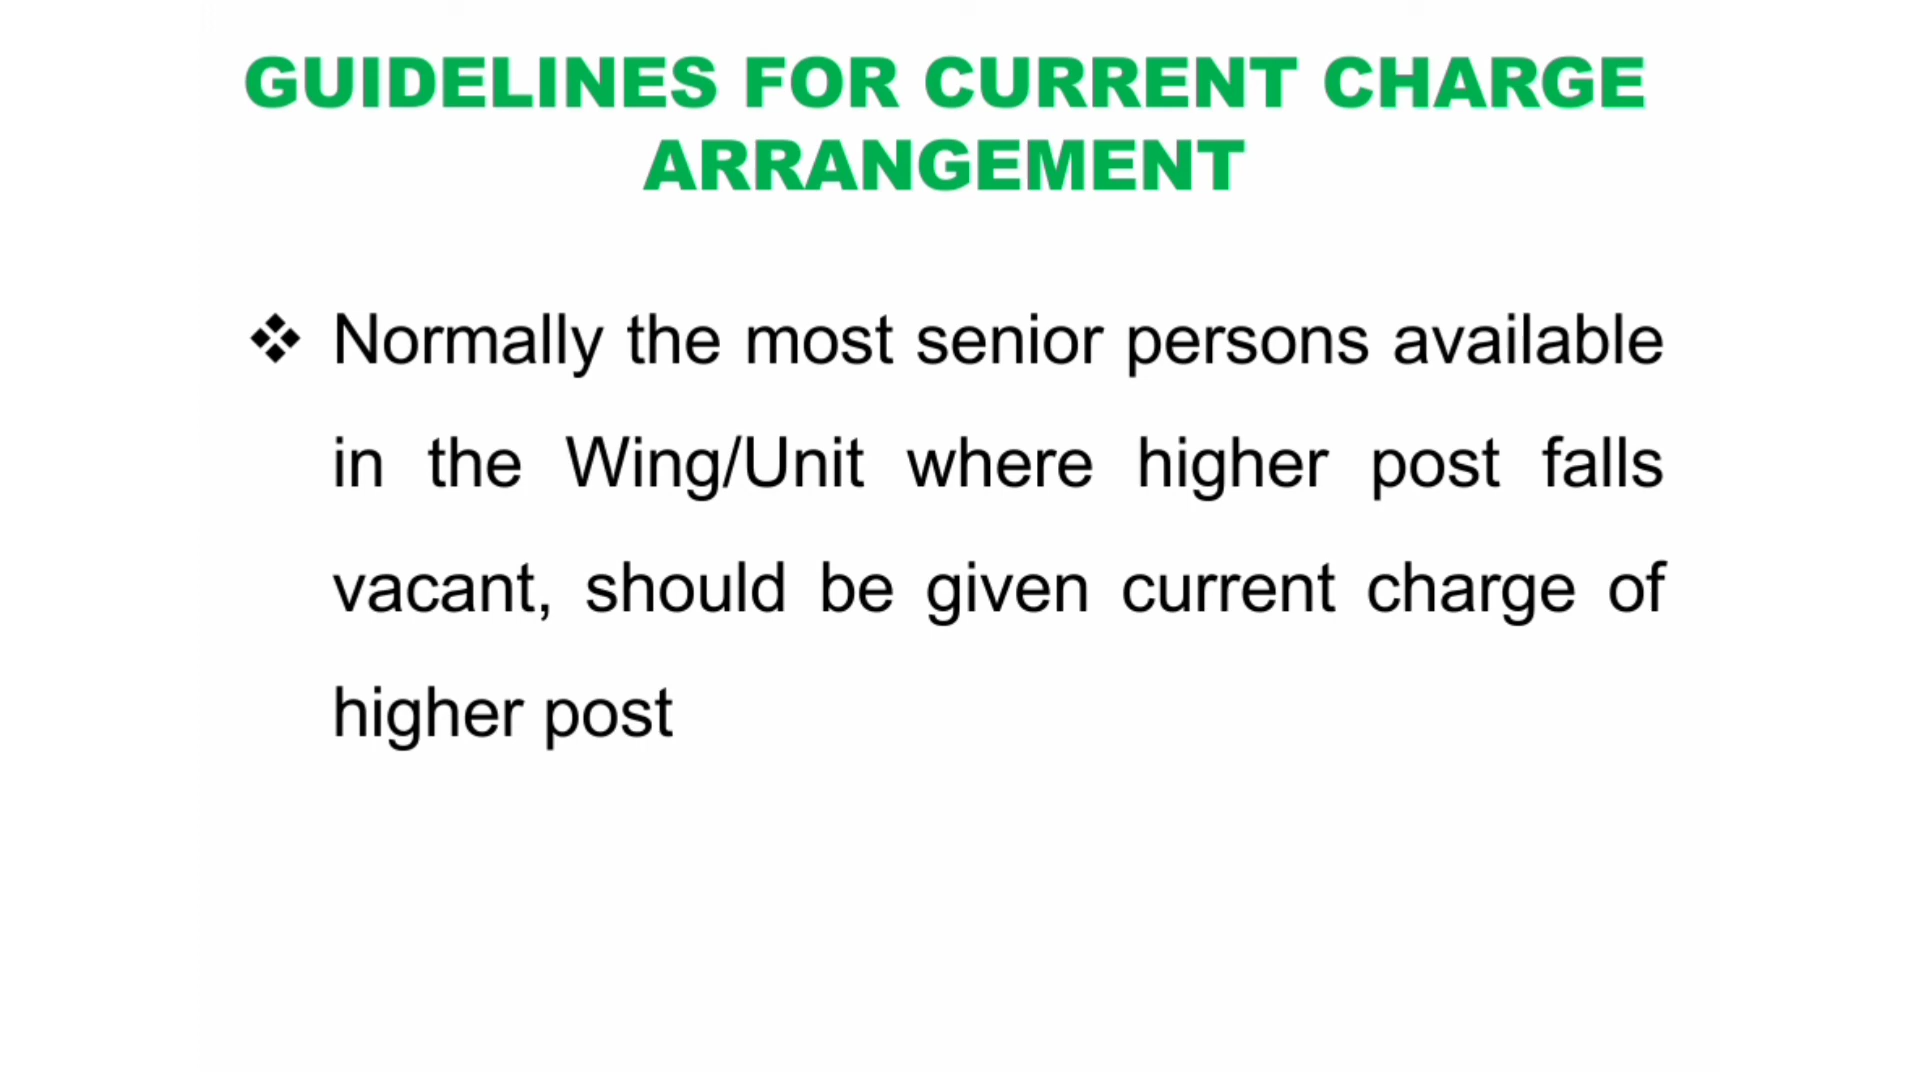 GUIDELINES FOR CURRENT CHARGE
ARRANGEMENT
❖ Normally the most senior persons available
in the Wing/Unit where higher post falls
vacant, should be given current charge of
higher post